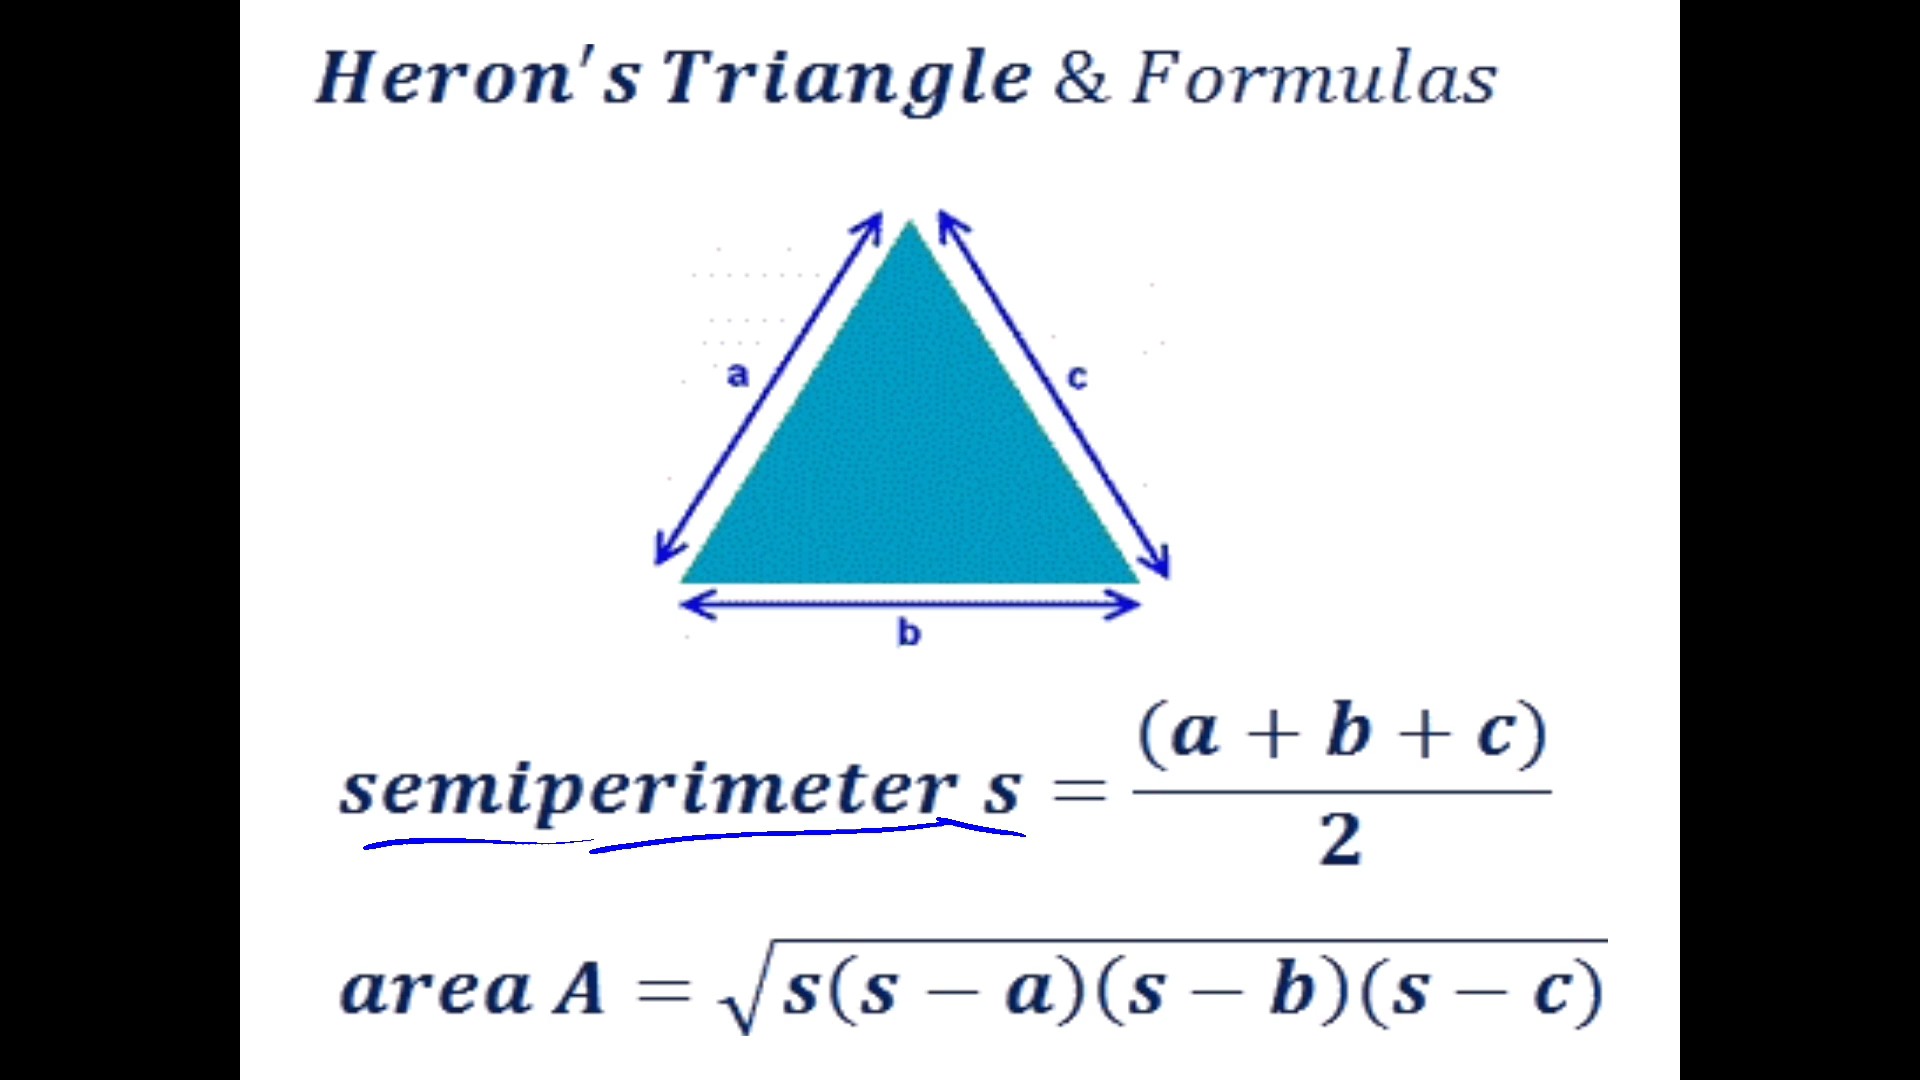 Heron's Triangle & Formulas
a
c
b
semiperimeter s = (a + b + c) / 2
area A = √s(s − a)(s − b)(s − c)